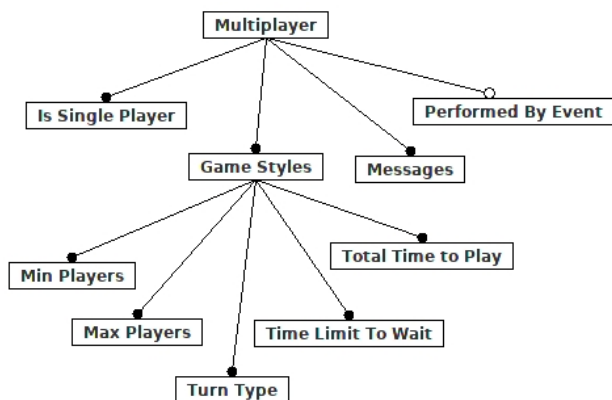 Multiplayer
Is Single Player
Performed By Event
Game Styles
Messages
Total Time to Play
Min Players
Max Players
Time Limit To Wait
Turn Type